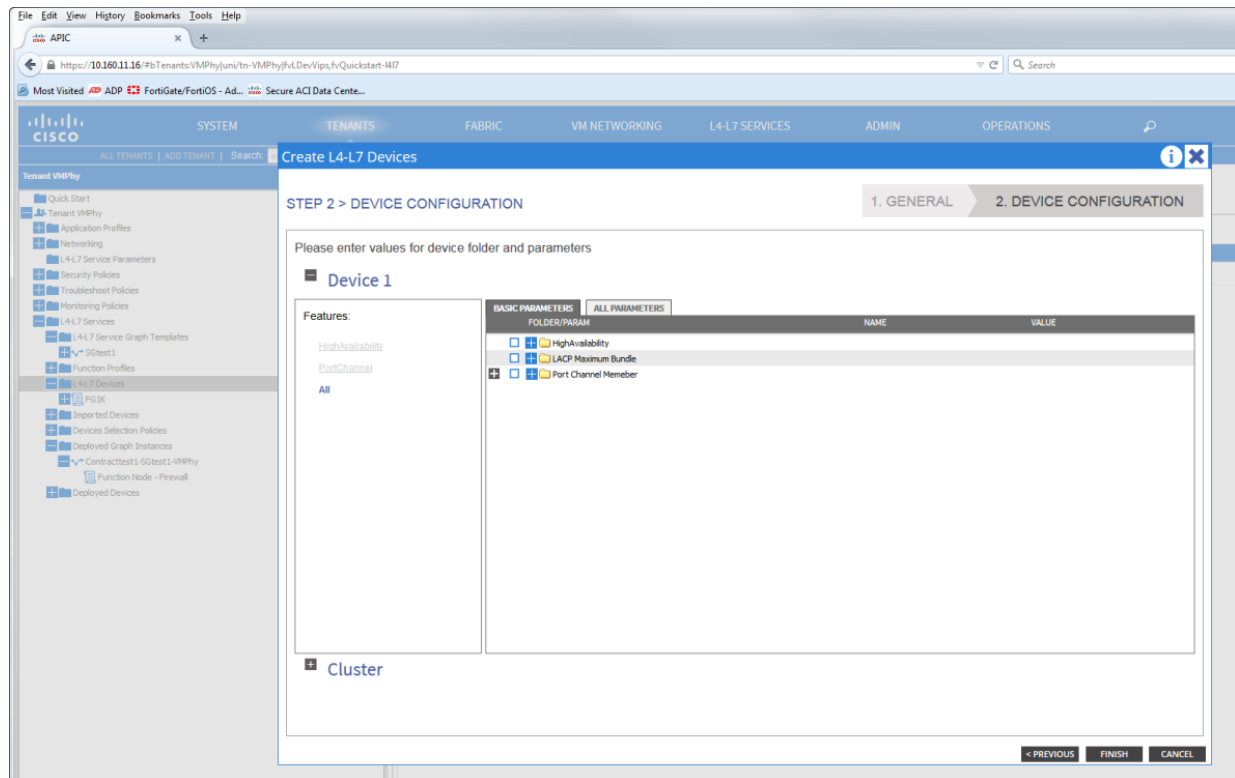 File Edit View History Bookmarks Tools Help
APIC × +
https://10.160.11.16/#bTenants:VMPhy|uni/tn-VMPhy|fvLDevVips,fvQuickstart-l4l7
Search
Most Visited ADP FortiGate/FortiOS - Ad... Secure ACI Data Cente...
CISCO SYSTEM TENANTS FABRIC VM NETWORKING L4-L7 SERVICES ADMIN OPERATIONS
ALL TENANTS | ADD TENANT | Search:
Tenant VMPhy
Quick Start
Tenant VMPhy
Application Profiles
Networking
L4-L7 Service Parameters
Security Policies
Troubleshoot Policies
Monitoring Policies
L4-L7 Services
L4-L7 Service Graph Templates
SGtest1
Function Profiles
L4-L7 Devices
FG1K
Imported Devices
Devices Selection Policies
Deployed Graph Instances
Contracttest1-SGtest1-VMPhy
Function Node - Firewall
Deployed Devices
Create L4-L7 Devices
STEP 2 > DEVICE CONFIGURATION
1. GENERAL 2. DEVICE CONFIGURATION
Please enter values for device folder and parameters
Device 1
Features:
HighAvailability
PortChannel
All
BASIC PARAMETERS ALL PARAMETERS
FOLDER/PARAM NAME VALUE
HighAvailability
LACP Maximum Bundle
Port Channel Memeber
Cluster
< PREVIOUS FINISH CANCEL